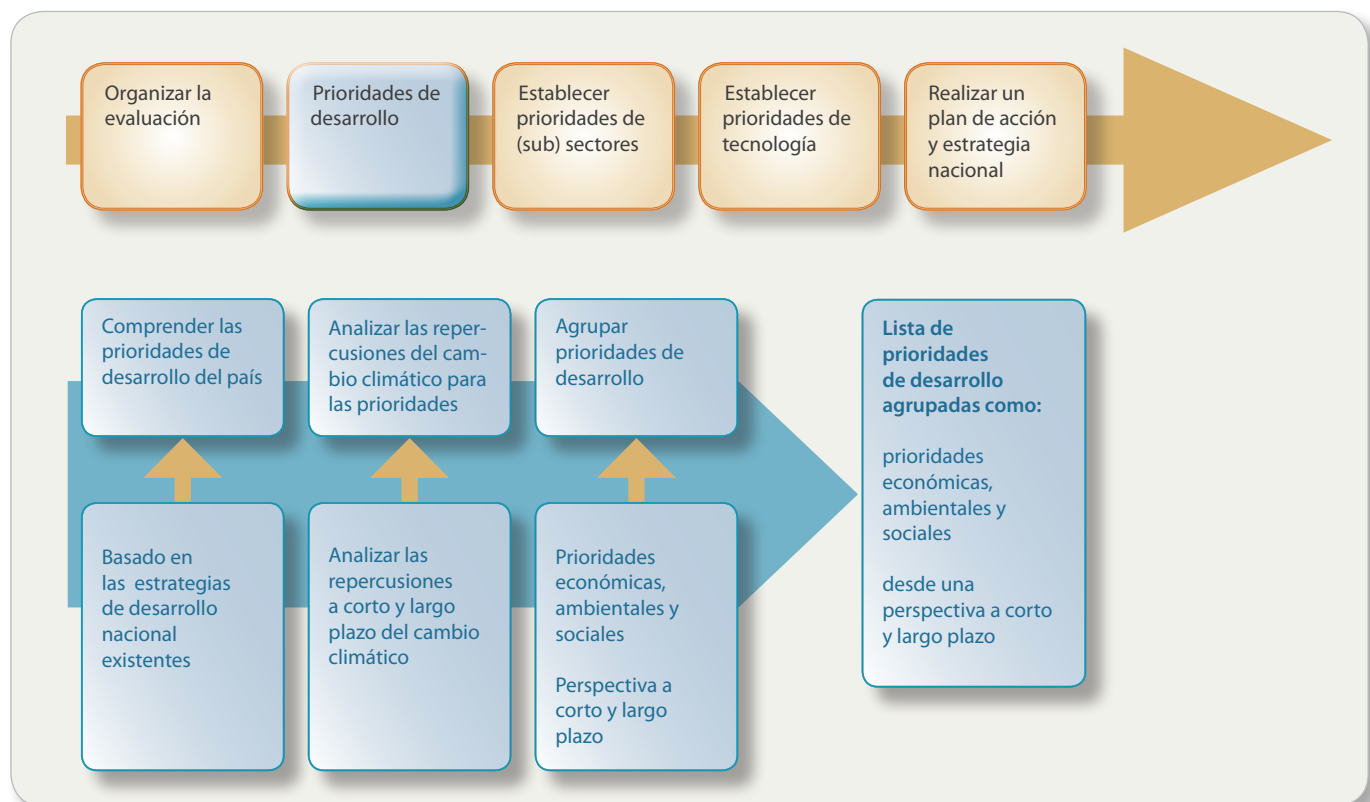 Organizar la
evaluación
Prioridades de
desarrollo
Establecer
prioridades de
(sub) sectores
Establecer
prioridades de
tecnología
Realizar un
plan de acción
y estrategia
nacional
Comprender las
prioridades de
desarrollo del país
Analizar las reper-
cusiones del cam-
bio climático para
las prioridades
Agrupar
prioridades de
desarrollo
Basado en
las estrategias
de desarrollo
nacional
existentes
Analizar las
repercusiones
a corto y largo
plazo del cambio
climático
Prioridades
económicas,
ambientales y
sociales
Perspectiva a
corto y largo
plazo
Lista de
prioridades
de desarrollo
agrupadas como:
prioridades
económicas,
ambientales y
sociales
desde una
perspectiva a corto
y largo plazo